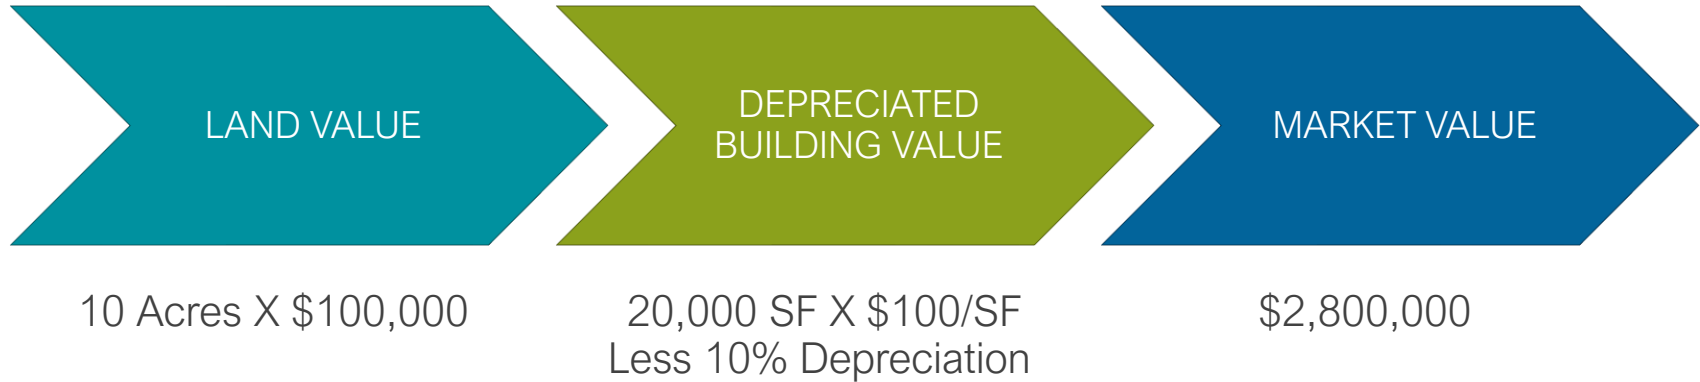 LAND VALUE
DEPRECIATED
BUILDING VALUE
MARKET VALUE
10 Acres X $100,000
20,000 SF X $100/SF
Less 10% Depreciation
$2,800,000